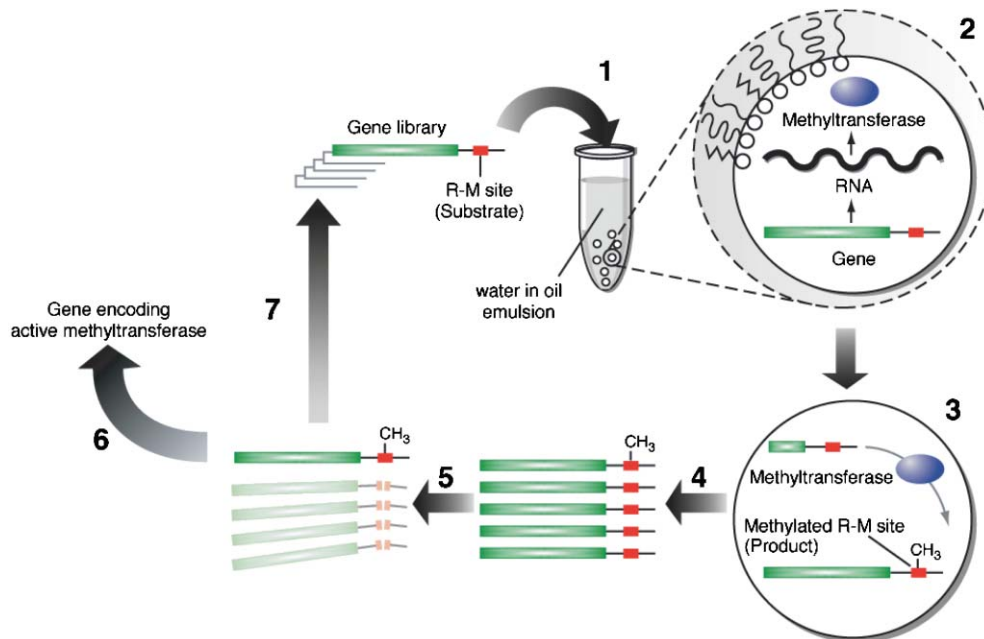 1
Gene library
R-M site
(Substrate)
water in oil
emulsion
2
Methyltransferase
RNA
Gene
3
Methyltransferase
Methylated R-M site
(Product)
CH3
4
CH3
5
CH3
6
Gene encoding
active methyltransferase
7